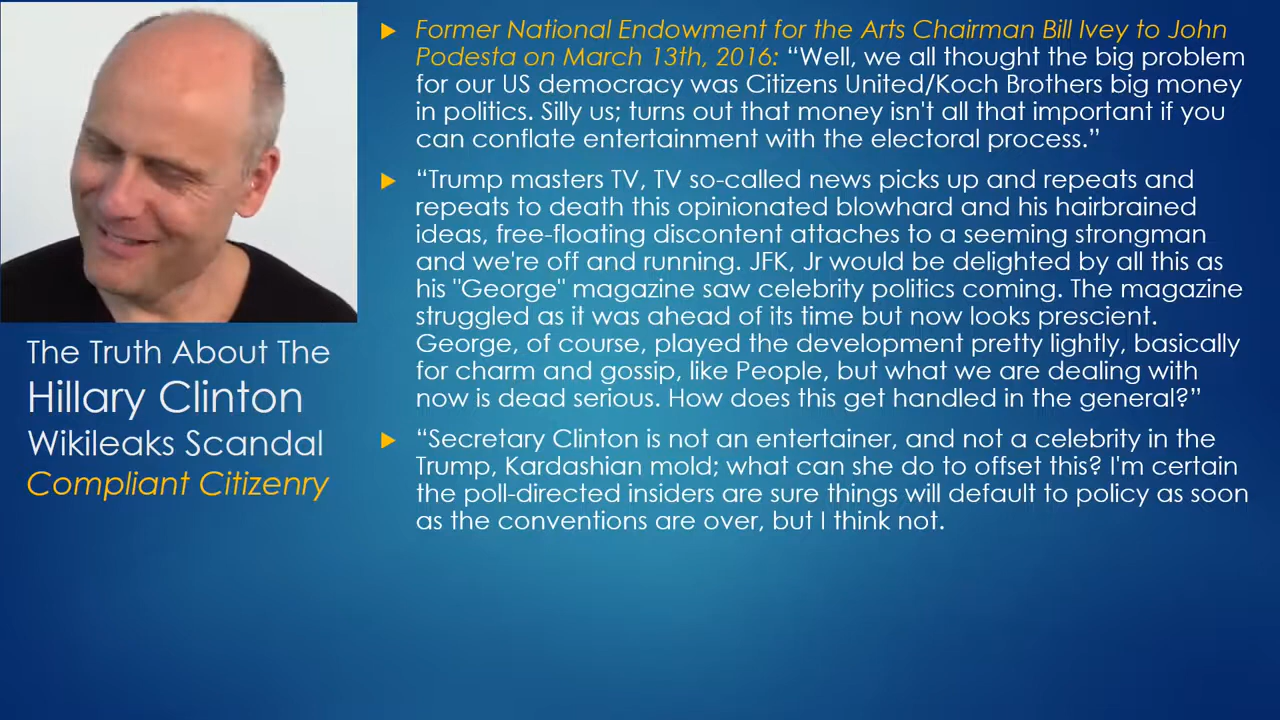 The Truth About The
Hillary Clinton
Wikileaks Scandal
Compliant Citizenry
Former National Endowment for the Arts Chairman Bill Ivey to John
Podesta on March 13th, 2016: “Well, we all thought the big problem
for our US democracy was Citizens United/Koch Brothers big money
in politics. Silly us; turns out that money isn't all that important if you
can conflate entertainment with the electoral process.”
“Trump masters TV, TV so-called news picks up and repeats and
repeats to death this opinionated blowhard and his hairbrained
ideas, free-floating discontent attaches to a seeming strongman
and we're off and running. JFK, Jr would be delighted by all this as
his "George" magazine saw celebrity politics coming. The magazine
struggled as it was ahead of its time but now looks prescient.
George, of course, played the development pretty lightly, basically
for charm and gossip, like People, but what we are dealing with
now is dead serious. How does this get handled in the general?”
“Secretary Clinton is not an entertainer, and not a celebrity in the
Trump, Kardashian mold; what can she do to offset this? I'm certain
the poll-directed insiders are sure things will default to policy as soon
as the conventions are over, but I think not.